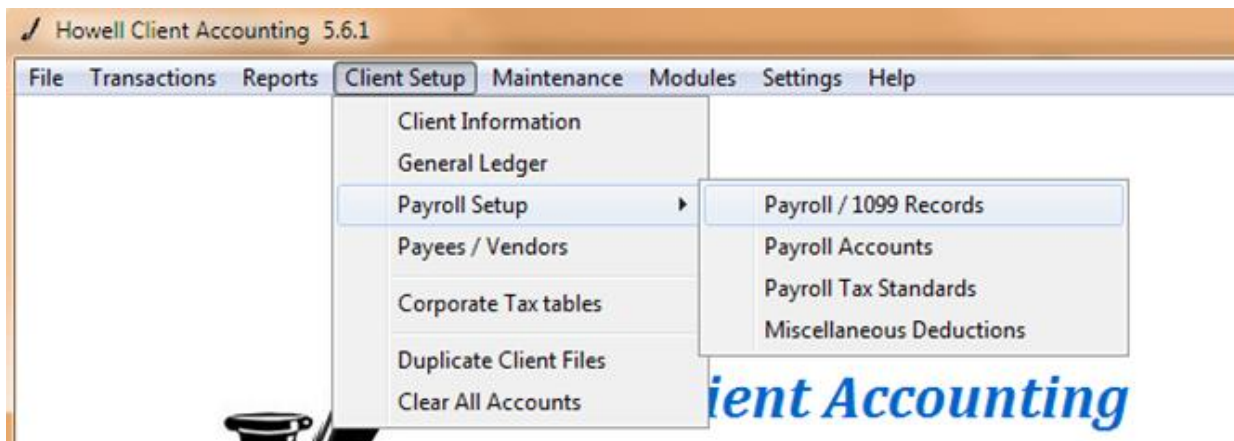 Howell Client Accounting 5.6.1
File Transactions Reports Client Setup Maintenance Modules Settings Help
Client Information
General Ledger
Payroll Setup
Payees / Vendors
Corporate Tax tables
Duplicate Client Files
Clear All Accounts
Payroll / 1099 Records
Payroll Accounts
Payroll Tax Standards
Miscellaneous Deductions
Accounting